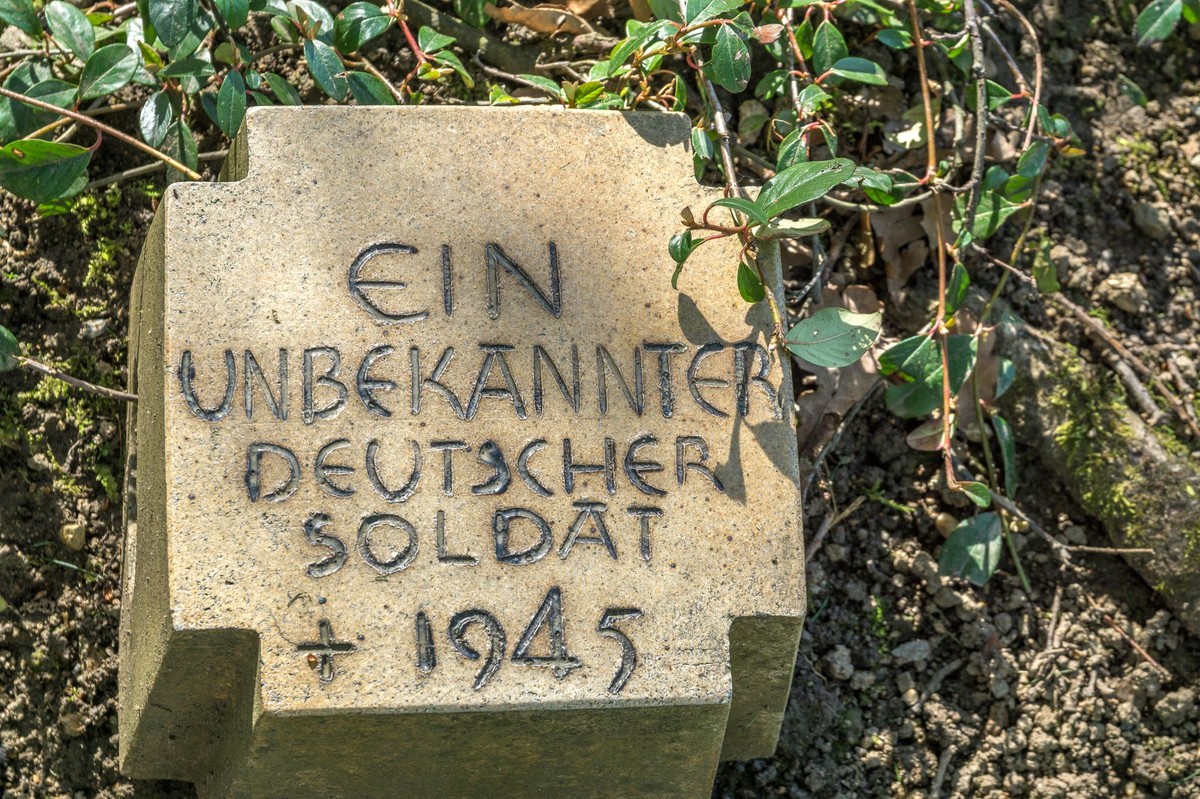 EIN
UNBEKANNTER
DEUTSCHER
SOLDAT
+ 1945